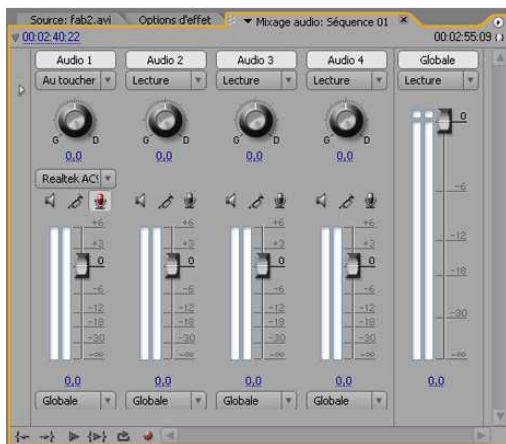 Source: fab2.avi Options d'effet Mixage audio: Séquence 01
00:02:40:22 00:02:55:09
Audio 1 Audio 2 Audio 3 Audio 4 Globale
Au toucher Lecture Lecture Lecture Lecture
G D G D G D G D
0,0 0,0 0,0 0,0
Realtek AC9
+6 +6 +6 +6 0
+3 +3 +3 +3
0 0 0 0 -6
-6 -6 -6 -6 -12
-12 -12 -12 -12 -18
-18 -18 -18 -18
-30 -30 -30 -30 -30
-∞ -∞ -∞ -∞ -∞
0,0 0,0 0,0 0,0 0,0
Globale Globale Globale Globale